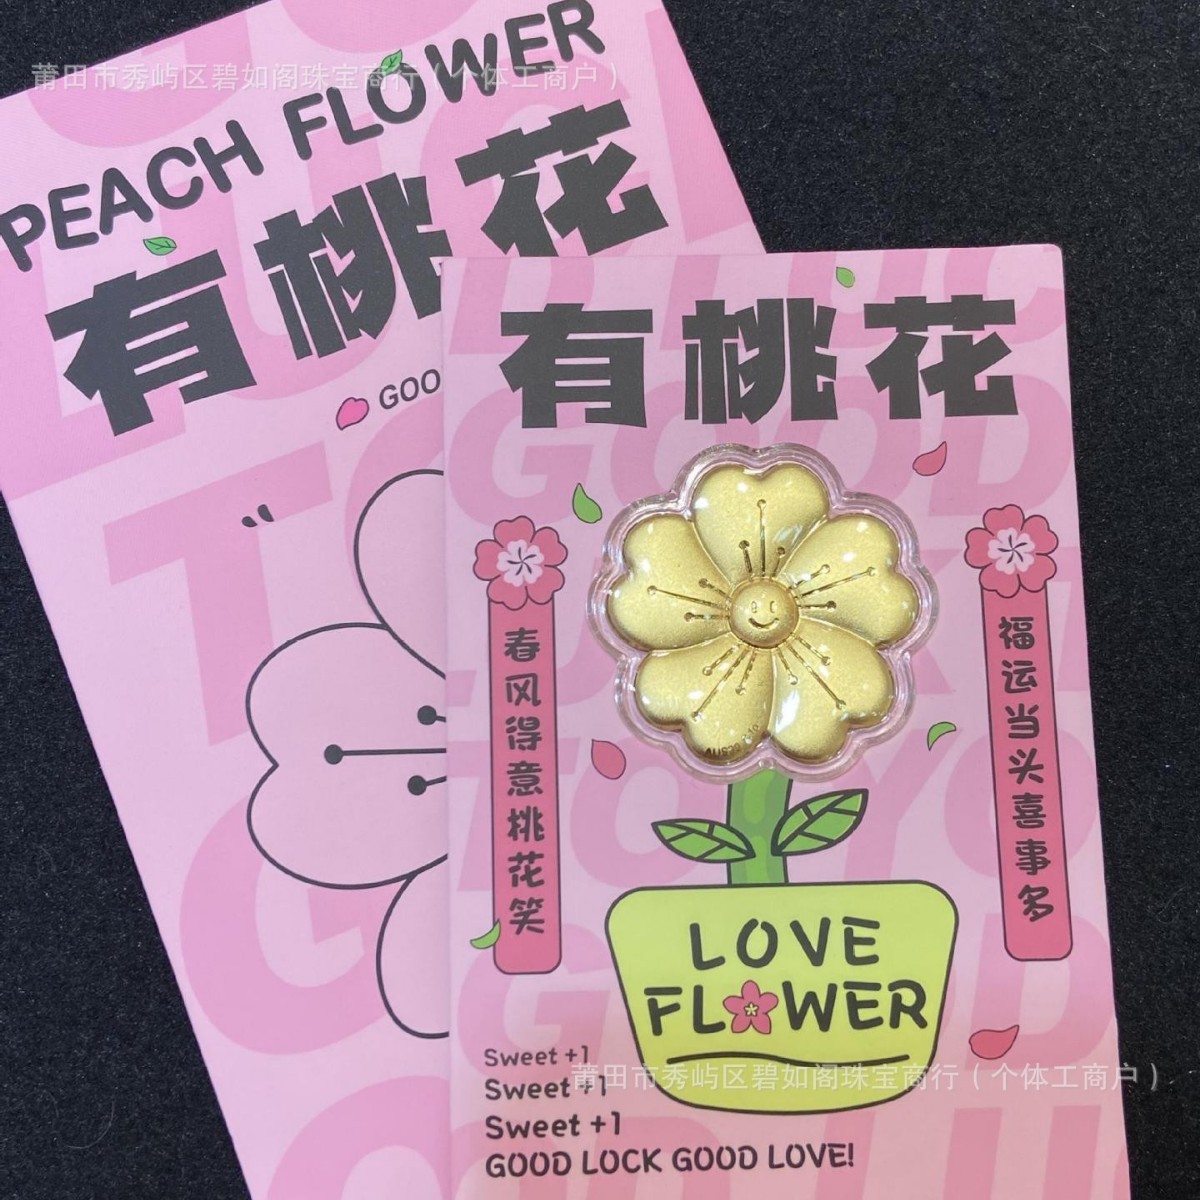 莆田市秀屿区碧如阁珠宝商行（个体工商户）
PEACH FLOWER
有桃花
GOO
有桃花
春风得意桃花笑
福运当头喜事多
LOVE
FLOWER
Sweet +1
Sweet +1
Sweet +1
GOOD LOCK GOOD LOVE!
莆田市秀屿区碧如阁珠宝商行（个体工商户）